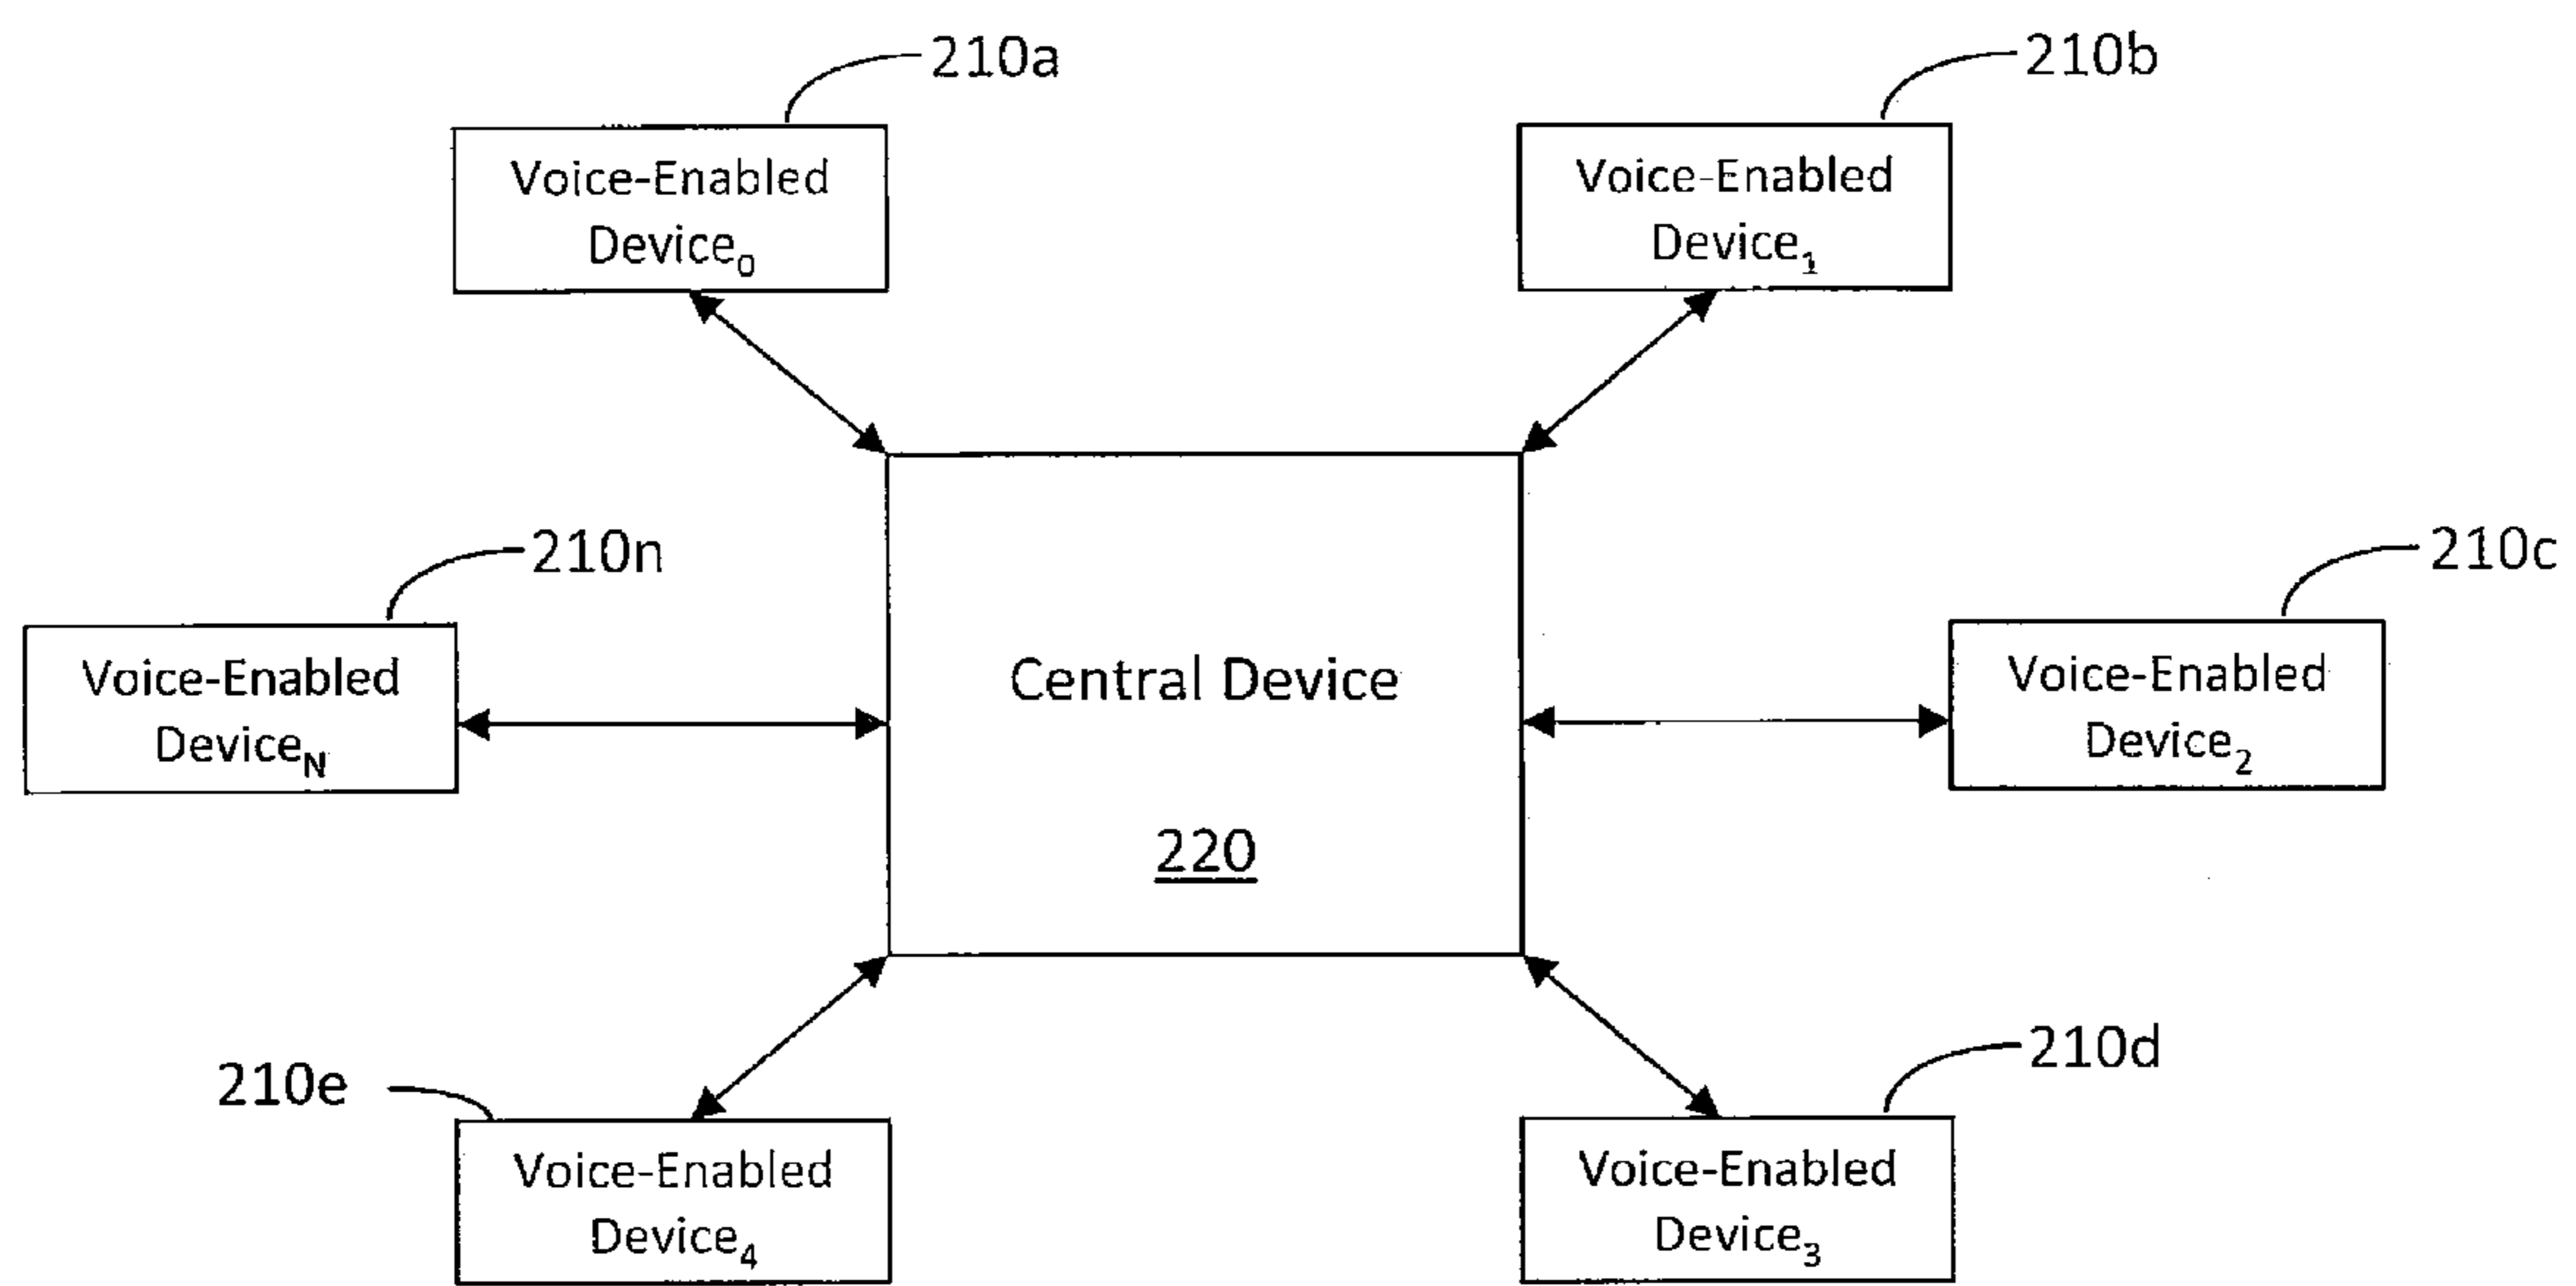 210a
Voice-Enabled
Device₀
210b
Voice-Enabled
Device₁
210n
Voice-Enabled
Device_N
Central Device
220
210c
Voice-Enabled
Device₂
210e
Voice-Enabled
Device₄
210d
Voice-Enabled
Device₃